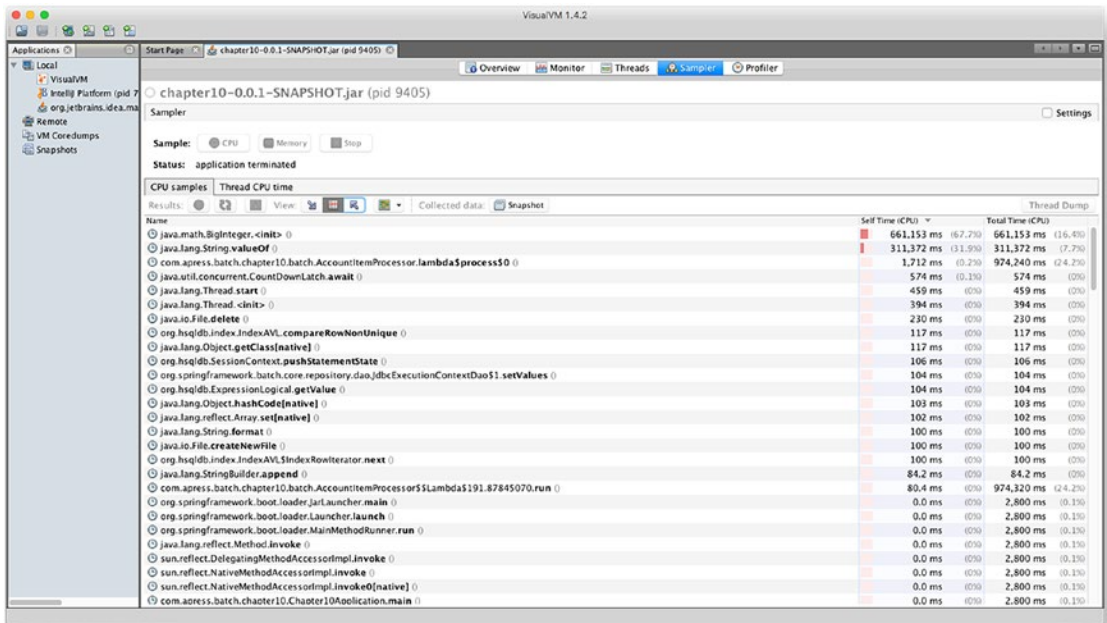 VisualVM 1.4.2
Applications
Start Page chapter10-0.0.1-SNAPSHOT.jar (pid 9405)
Local
VisualVM
IntelliJ Platform (pid 7
org.jetbrains.idea.ma
Remote
VM Coredumps
Snapshots
Overview Monitor Threads Sampler Profiler
chapter10-0.0.1-SNAPSHOT.jar (pid 9405)
Sampler Settings
Sample: CPU Memory Stop
Status: application terminated
CPU samples Thread CPU time
Results: View: Collected data: Snapshot Thread Dump
Name Self Time (CPU) Total Time (CPU)
java.math.BigInteger.<init> () 661,153 ms (67.7%) 661,153 ms (16.4%)
java.lang.String.valueOf () 311,372 ms (31.9%) 311,372 ms (7.7%)
com.apress.batch.chapter10.batch.AccountItemProcessor.lambda$process$0 () 1,712 ms (0.2%) 974,240 ms (24.2%)
java.util.concurrent.CountDownLatch.await () 574 ms (0.1%) 574 ms (0%)
java.lang.Thread.start () 459 ms (0%) 459 ms (0%)
java.lang.Thread.<init> () 394 ms (0%) 394 ms (0%)
java.io.File.delete () 230 ms (0%) 230 ms (0%)
org.hsqldb.index.IndexAVL.compareRowNonUnique () 117 ms (0%) 117 ms (0%)
java.lang.Object.getClass[native] () 117 ms (0%) 117 ms (0%)
org.hsqldb.SessionContext.pushStatementState () 106 ms (0%) 106 ms (0%)
org.springframework.batch.core.repository.dao.JdbcExecutionContextDao$1.setValues () 104 ms (0%) 104 ms (0%)
org.hsqldb.ExpressionLogical.getValue () 104 ms (0%) 104 ms (0%)
java.lang.Object.hashCode[native] () 103 ms (0%) 103 ms (0%)
java.lang.reflect.Array.set[native] () 102 ms (0%) 102 ms (0%)
java.lang.String.format () 100 ms (0%) 100 ms (0%)
java.io.File.createNewFile () 100 ms (0%) 100 ms (0%)
org.hsqldb.index.IndexAVL$IndexRowIterator.next () 100 ms (0%) 100 ms (0%)
java.lang.StringBuilder.append () 84.2 ms (0%) 84.2 ms (0%)
com.apress.batch.chapter10.batch.AccountItemProcessor$$Lambda$191.87845070.run () 80.4 ms (0%) 974,320 ms (24.2%)
org.springframework.boot.loader.JarLauncher.main () 0.0 ms (0%) 2,800 ms (0.1%)
org.springframework.boot.loader.Launcher.launch () 0.0 ms (0%) 2,800 ms (0.1%)
org.springframework.boot.loader.MainMethodRunner.run () 0.0 ms (0%) 2,800 ms (0.1%)
java.lang.reflect.Method.invoke () 0.0 ms (0%) 2,800 ms (0.1%)
sun.reflect.DelegatingMethodAccessorImpl.invoke () 0.0 ms (0%) 2,800 ms (0.1%)
sun.reflect.NativeMethodAccessorImpl.invoke () 0.0 ms (0%) 2,800 ms (0.1%)
sun.reflect.NativeMethodAccessorImpl.invoke0[native] () 0.0 ms (0%) 2,800 ms (0.1%)
com.apress.batch.chapter10.Chapter10Application.main () 0.0 ms (0%) 2,800 ms (0.1%)